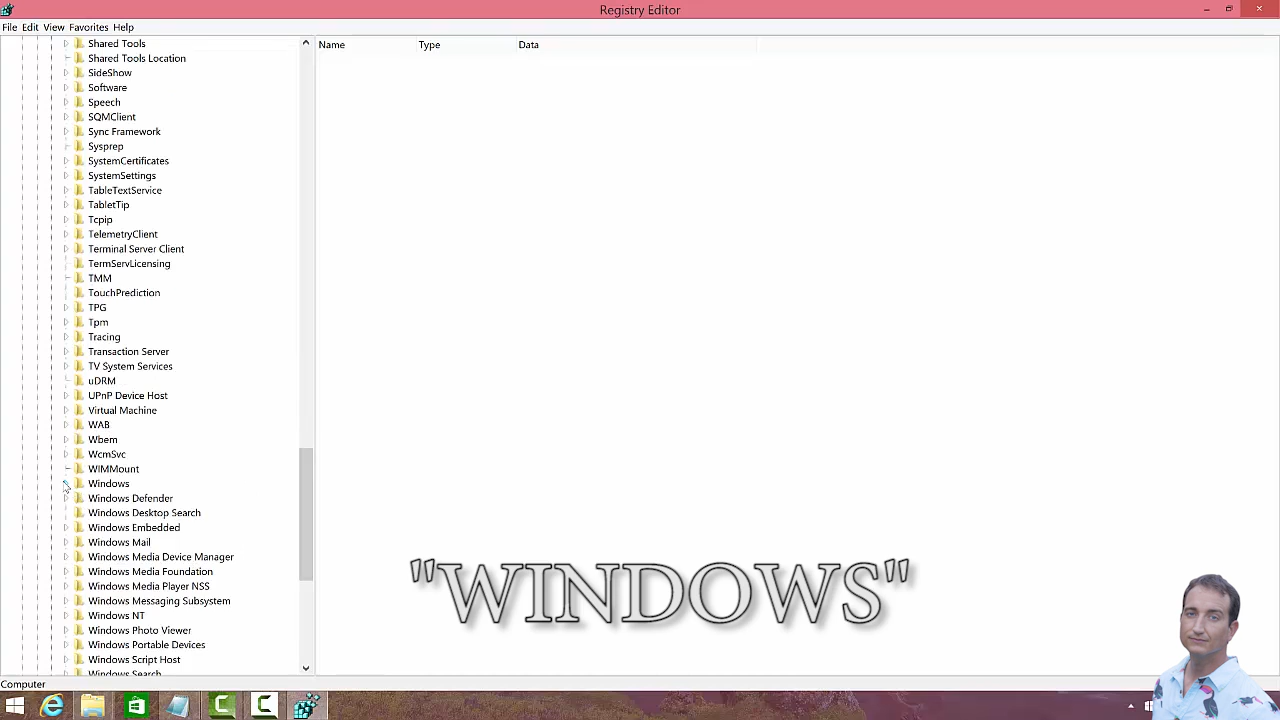 Registry Editor
File Edit View Favorites Help
Name Type Data
Shared Tools
Shared Tools Location
SideShow
Software
Speech
SQMClient
Sync Framework
Sysprep
SystemCertificates
SystemSettings
TableTextService
TabletTip
Tcpip
TelemetryClient
Terminal Server Client
TermServLicensing
TMM
TouchPrediction
TPG
Tpm
Tracing
Transaction Server
TV System Services
uDRM
UPnP Device Host
Virtual Machine
WAB
Wbem
WcmSvc
WIMMount
Windows
Windows Defender
Windows Desktop Search
Windows Embedded
Windows Mail
Windows Media Device Manager
Windows Media Foundation
Windows Media Player NSS
Windows Messaging Subsystem
Windows NT
Windows Photo Viewer
Windows Portable Devices
Windows Script Host
Windows Search
"WINDOWS"
Computer